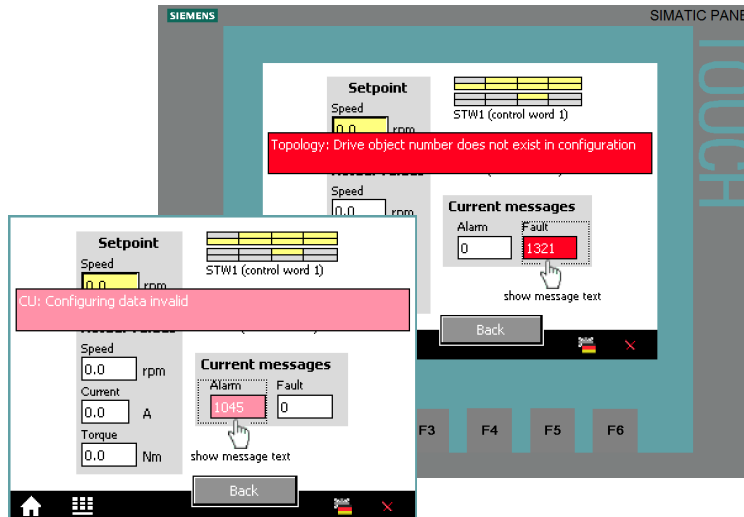 SIEMENS
SIMATIC PANE
TOUCH
Setpoint
Speed
0.0 rpm
STW1 (control word 1)
Topology: Drive object number does not exist in configuration
Speed
0.0 rpm
Current messages
Alarm Fault
0 1321
show message text
Back
F3 F4 F5 F6
Setpoint
Speed
0.0 rpm
STW1 (control word 1)
CU: Configuring data invalid
Speed
0.0 rpm
Current
0.0 A
Torque
0.0 Nm
Current messages
Alarm Fault
1045 0
show message text
Back